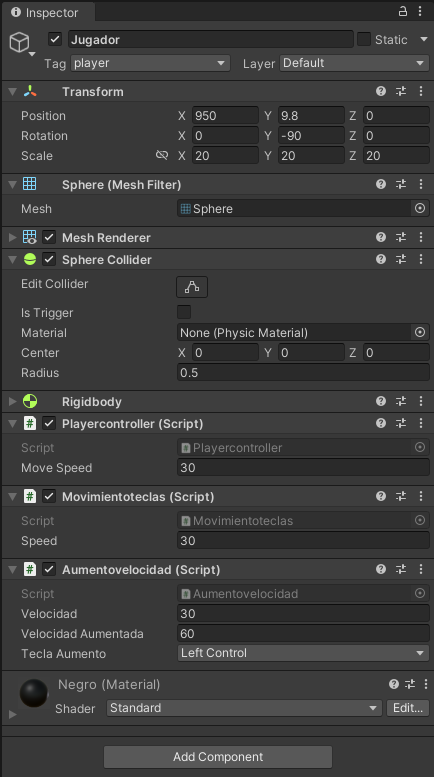 Inspector
Jugador Static
Tag player Layer Default
Transform
Position X 950 Y 9.8 Z 0
Rotation X 0 Y -90 Z 0
Scale X 20 Y 20 Z 20
Sphere (Mesh Filter)
Mesh Sphere
Mesh Renderer
Sphere Collider
Edit Collider
Is Trigger
Material None (Physic Material)
Center X 0 Y 0 Z 0
Radius 0.5
Rigidbody
# Playercontroller (Script)
Script # Playercontroller
Move Speed 30
# Movimientoteclas (Script)
Script # Movimientoteclas
Speed 30
# Aumentovelocidad (Script)
Script # Aumentovelocidad
Velocidad 30
Velocidad Aumentada 60
Tecla Aumento Left Control
Negro (Material)
Shader Standard Edit...
Add Component